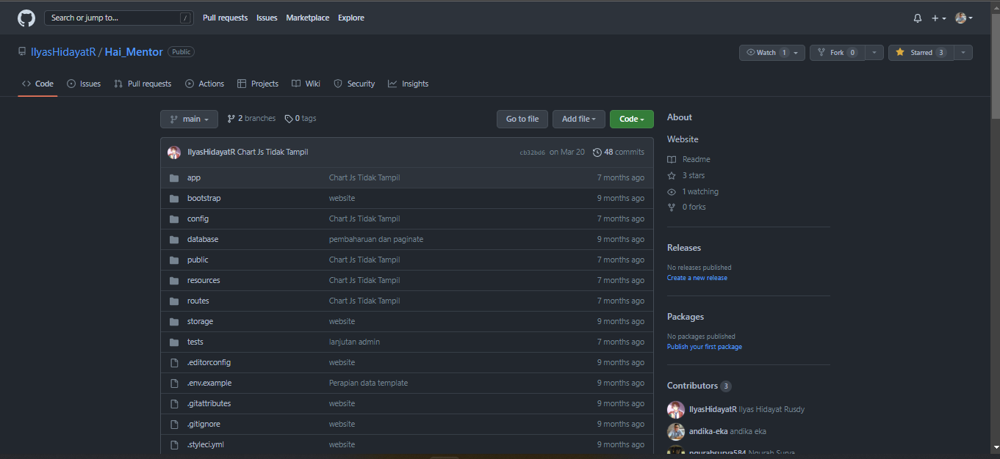 Search or jump to... /
Pull requests Issues Marketplace Explore
IlyasHidayatR / Hai_Mentor Public
Watch 1 Fork 0 Starred 3
Code Issues Pull requests Actions Projects Wiki Security Insights
main 2 branches 0 tags Go to file Add file Code
IlyasHidayatR Chart Js Tidak Tampil cb32bd6 on Mar 20 48 commits
app Chart Js Tidak Tampil 7 months ago
bootstrap website 9 months ago
config Chart Js Tidak Tampil 7 months ago
database pembaharuan dan paginate 9 months ago
public Chart Js Tidak Tampil 7 months ago
resources Chart Js Tidak Tampil 7 months ago
routes Chart Js Tidak Tampil 7 months ago
storage website 9 months ago
tests lanjutan admin 7 months ago
.editorconfig website 9 months ago
.env.example Perapian data template 9 months ago
.gitattributes website 9 months ago
.gitignore website 9 months ago
.styleci.yml website 9 months ago
About
Website
Readme
3 stars
1 watching
0 forks
Releases
No releases published
Create a new release
Packages
No packages published
Publish your first package
Contributors 3
IlyasHidayatR Ilyas Hidayat Rusdy
andika-eka andika eka
ngurahsurya584 Ngurah Surya